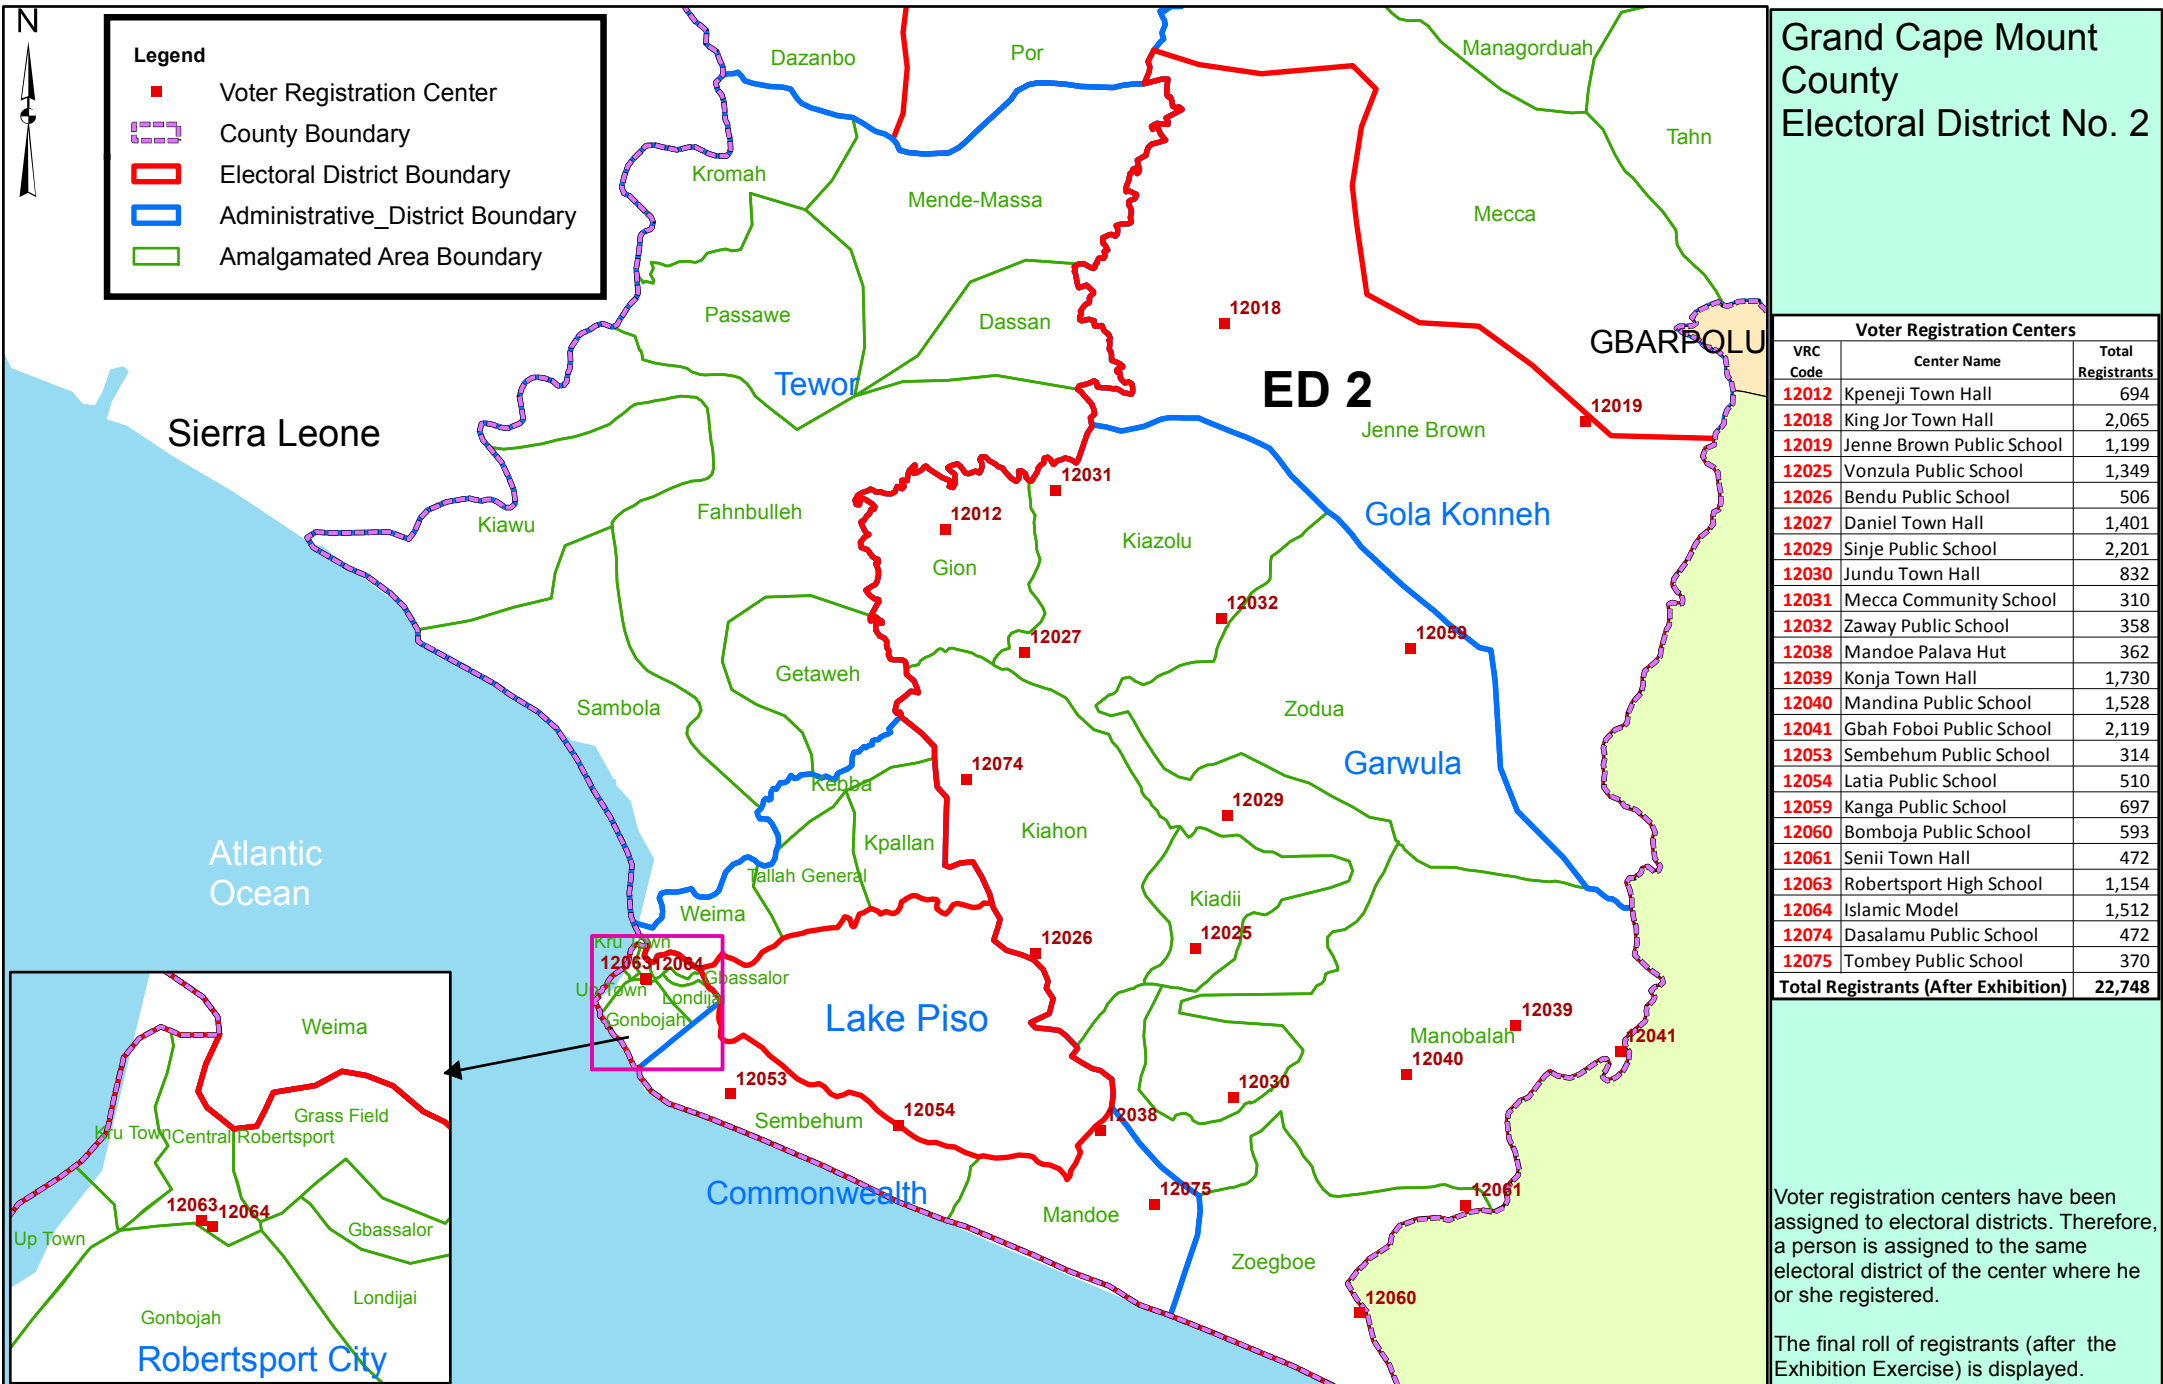 N
Legend
Voter Registration Center
County Boundary
Electoral District Boundary
Administrative_District Boundary
Amalgamated Area Boundary
Dazanbo
Por
Managorduah
Tahn
Kromah
Mende-Massa
Mecca
Passawe
Dassan
12018
GBARPOLU
Tewor
ED 2
12019
Jenne Brown
Sierra Leone
12031
Kiawu
Fahnbulleh
12012
Gola Konneh
Kiazolu
Gion
12032
12027
12059
Getaweh
Sambola
Zodua
12074
Garwula
Kebba
12029
Kpallan
Kiahon
Atlantic
Ocean
Tallah General
Weima
Kiadii
12025
12026
Kru Town
12063
12064
Gbassalor
Up Town
Londijai
Gonbojah
Lake Piso
12039
Manobalah
12041
12040
12053
12030
12054
12038
Sembehum
Commonwealth
12075
12061
Mandoe
Zoegboe
12060
Weima
Grass Field
Kru Town
Central Robertsport
12063
12064
Up Town
Gbassalor
Londijai
Gonbojah
Robertsport City
Grand Cape Mount
County
Electoral District No. 2
Voter Registration Centers
VRC Code Center Name Total Registrants
12012 Kpeneji Town Hall 694
12018 King Jor Town Hall 2,065
12019 Jenne Brown Public School 1,199
12025 Vonzula Public School 1,349
12026 Bendu Public School 506
12027 Daniel Town Hall 1,401
12029 Sinje Public School 2,201
12030 Jundu Town Hall 832
12031 Mecca Community School 310
12032 Zaway Public School 358
12038 Mandoe Palava Hut 362
12039 Konja Town Hall 1,730
12040 Mandina Public School 1,528
12041 Gbah Foboi Public School 2,119
12053 Sembehum Public School 314
12054 Latia Public School 510
12059 Kanga Public School 697
12060 Bomboja Public School 593
12061 Senii Town Hall 472
12063 Robertsport High School 1,154
12064 Islamic Model 1,512
12074 Dasalamu Public School 472
12075 Tombey Public School 370
Total Registrants (After Exhibition) 22,748
Voter registration centers have been
assigned to electoral districts. Therefore,
a person is assigned to the same
electoral district of the center where he
or she registered.
The final roll of registrants (after the
Exhibition Exercise) is displayed.